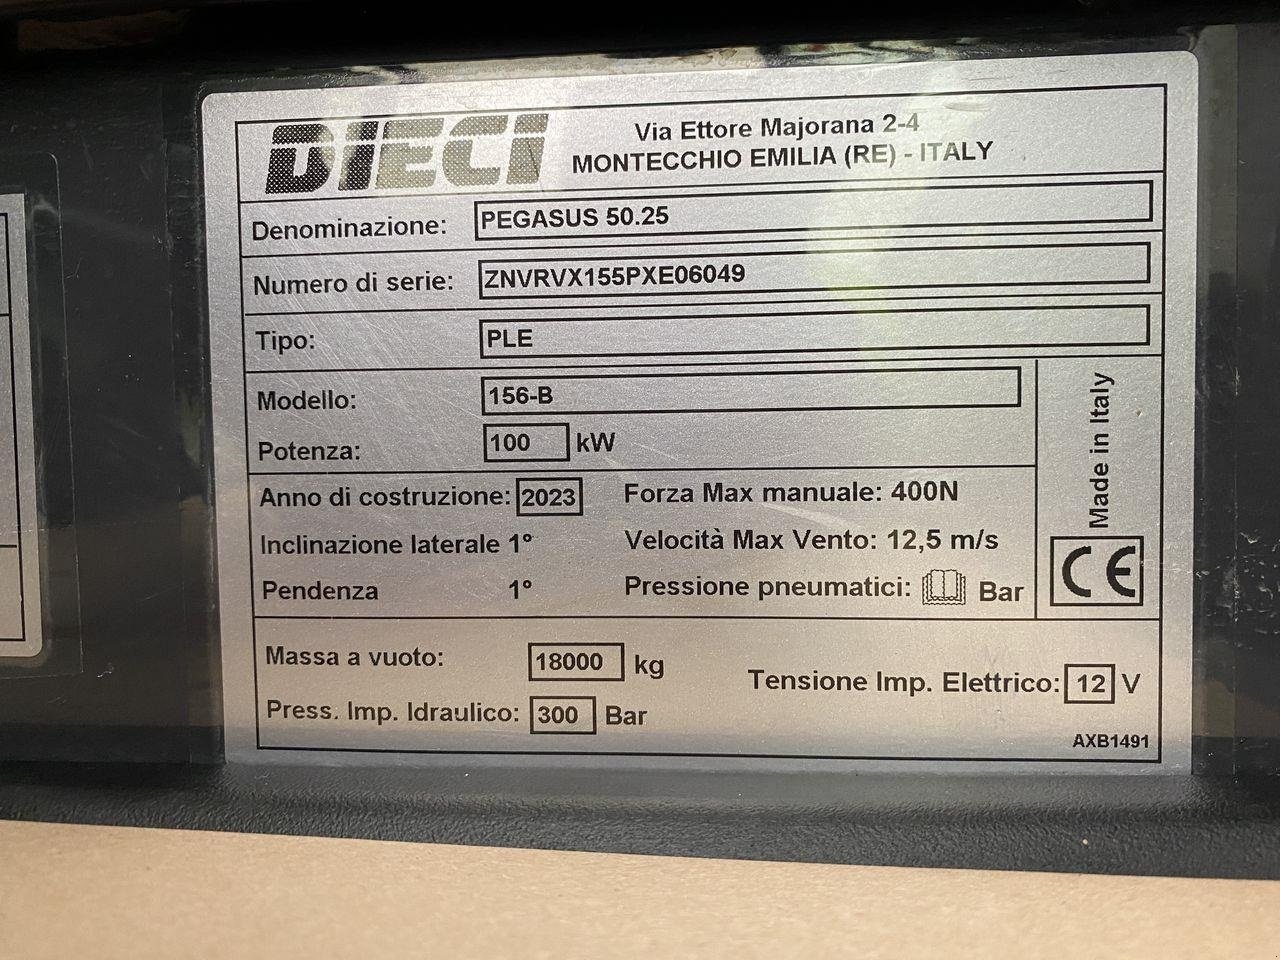 DIECI
Via Ettore Majorana 2-4
MONTECCHIO EMILIA (RE) - ITALY
Denominazione: PEGASUS 50.25
Numero di serie: ZNVRVX155PXE06049
Tipo: PLE
Modello: 156-B
Potenza: 100 kW
Made in Italy
Anno di costruzione: 2023 Forza Max manuale: 400N
Inclinazione laterale 1° Velocità Max Vento: 12,5 m/s
Pendenza 1° Pressione pneumatici: Bar
CE
Massa a vuoto: 18000 kg
Tensione Imp. Elettrico: 12 V
Press. Imp. Idraulico: 300 Bar
AXB1491